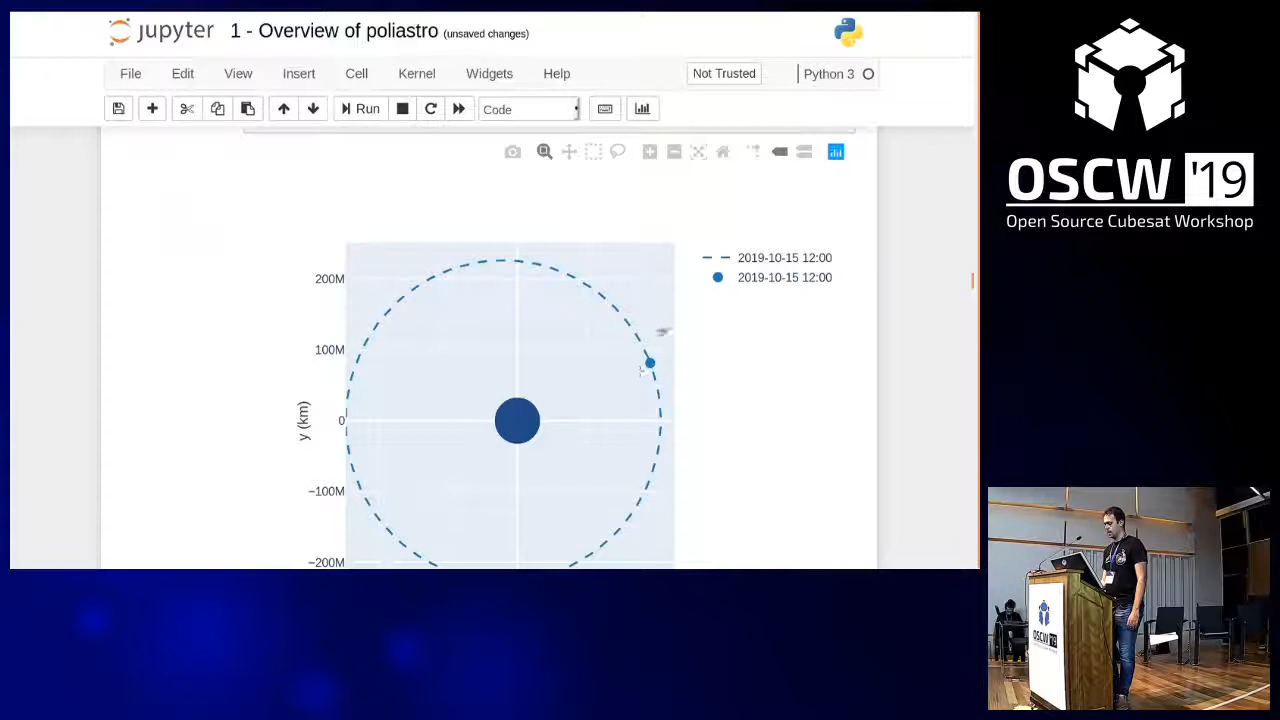 jupyter 1 - Overview of poliastro (unsaved changes)
File Edit View Insert Cell Kernel Widgets Help Not Trusted Python 3
Run Code
2019-10-15 12:00
2019-10-15 12:00
200M
100M
y (km)
0
−100M
−200M
OSCW '19
Open Source Cubesat Workshop
OSCW '19